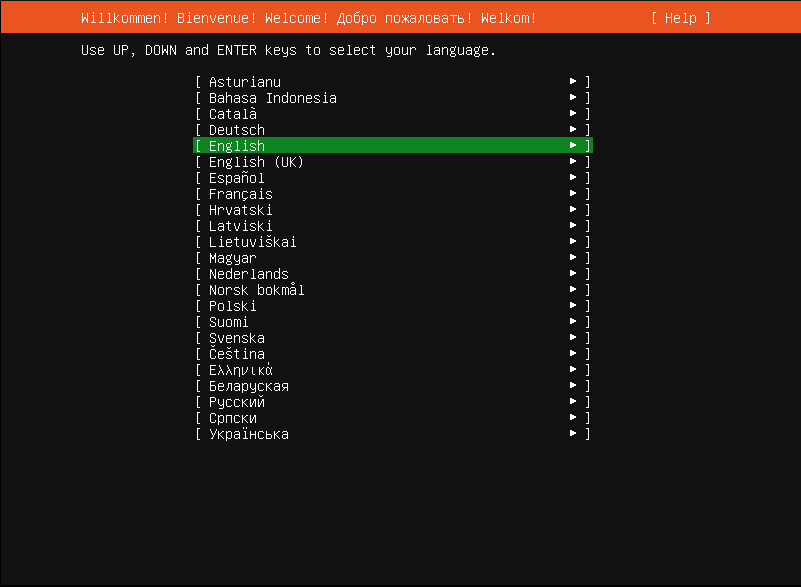 Willkommen! Bienvenue! Welcome! Добро пожаловать! Welkom! [ Help ]
Use UP, DOWN and ENTER keys to select your language.
[ Asturianu ► ]
[ Bahasa Indonesia ► ]
[ Català ► ]
[ Deutsch ► ]
[ English ► ]
[ English (UK) ► ]
[ Español ► ]
[ Français ► ]
[ Hrvatski ► ]
[ Latviski ► ]
[ Lietuviškai ► ]
[ Magyar ► ]
[ Nederlands ► ]
[ Norsk bokmål ► ]
[ Polski ► ]
[ Suomi ► ]
[ Svenska ► ]
[ Čeština ► ]
[ Ελληνικά ► ]
[ Беларуская ► ]
[ Русский ► ]
[ Српски ► ]
[ Українська ► ]